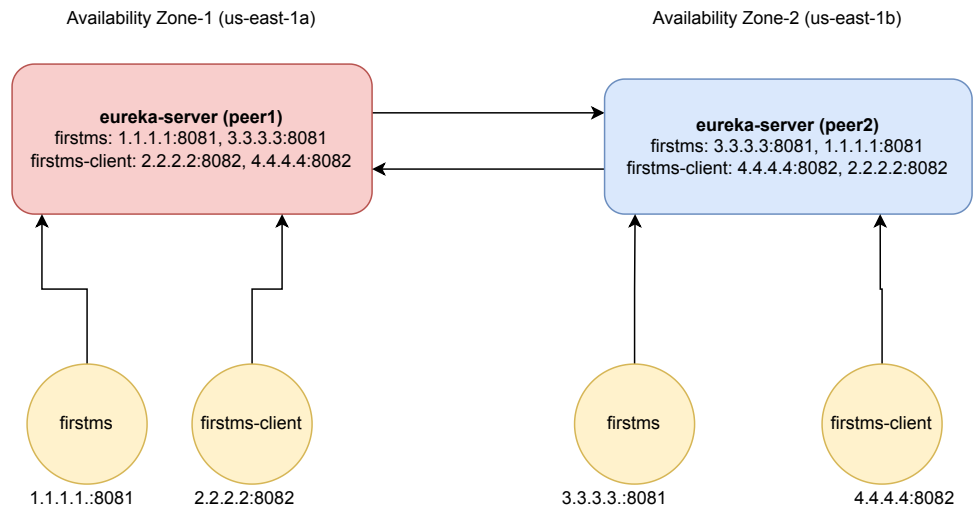 Availability Zone-1 (us-east-1a)
Availability Zone-2 (us-east-1b)
eureka-server (peer1)
firstms: 1.1.1.1:8081, 3.3.3.3:8081
firstms-client: 2.2.2.2:8082, 4.4.4.4:8082
eureka-server (peer2)
firstms: 3.3.3.3:8081, 1.1.1.1:8081
firstms-client: 4.4.4.4:8082, 2.2.2.2:8082
firstms
firstms-client
firstms
firstms-client
1.1.1.1.:8081
2.2.2.2:8082
3.3.3.3.:8081
4.4.4.4:8082